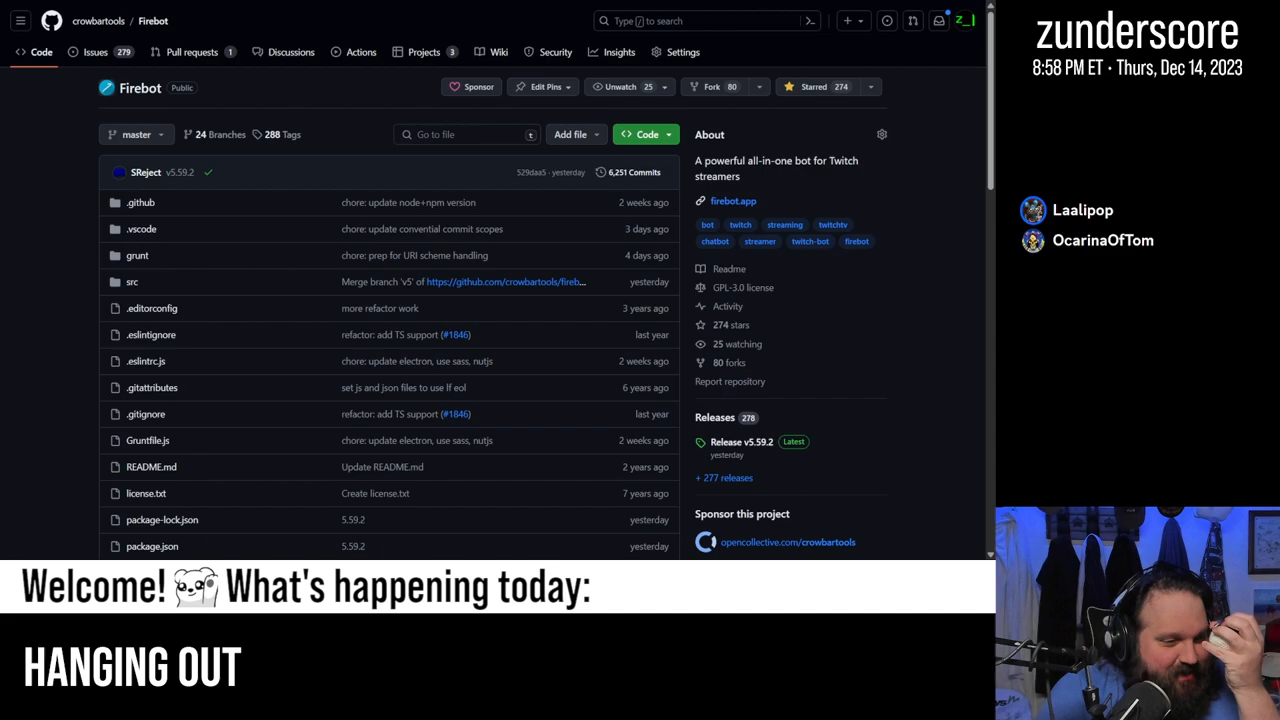 crowbartools / Firebot
Type / to search
z_|
Code
Issues 279
Pull requests 1
Discussions
Actions
Projects 3
Wiki
Security
Insights
Settings
Firebot Public
Sponsor
Edit Pins
Unwatch 25
Fork 80
Starred 274
master
24 Branches
288 Tags
Go to file
t
Add file
Code
SReject v5.59.2
529daa5 · yesterday
6,251 Commits
.github chore: update node+npm version 2 weeks ago
.vscode chore: update convential commit scopes 3 days ago
grunt chore: prep for URI scheme handling 4 days ago
src Merge branch 'v5' of https://github.com/crowbartools/fireb... yesterday
.editorconfig more refactor work 3 years ago
.eslintignore refactor: add TS support (#1846) last year
.eslintrc.js chore: update electron, use sass, nutjs 2 weeks ago
.gitattributes set js and json files to use lf eol 6 years ago
.gitignore refactor: add TS support (#1846) last year
Gruntfile.js chore: update electron, use sass, nutjs 2 weeks ago
README.md Update README.md 2 years ago
license.txt Create license.txt 7 years ago
package-lock.json 5.59.2 yesterday
package.json 5.59.2 yesterday
About
A powerful all-in-one bot for Twitch
streamers
firebot.app
bot twitch streaming twitchtv
chatbot streamer twitch-bot firebot
Readme
GPL-3.0 license
Activity
274 stars
25 watching
80 forks
Report repository
Releases 278
Release v5.59.2 Latest
yesterday
+ 277 releases
Sponsor this project
opencollective.com/crowbartools
zunderscore
8:58 PM ET • Thurs, Dec 14, 2023
Laalipop
OcarinaOfTom
Welcome! What's happening today:
HANGING OUT